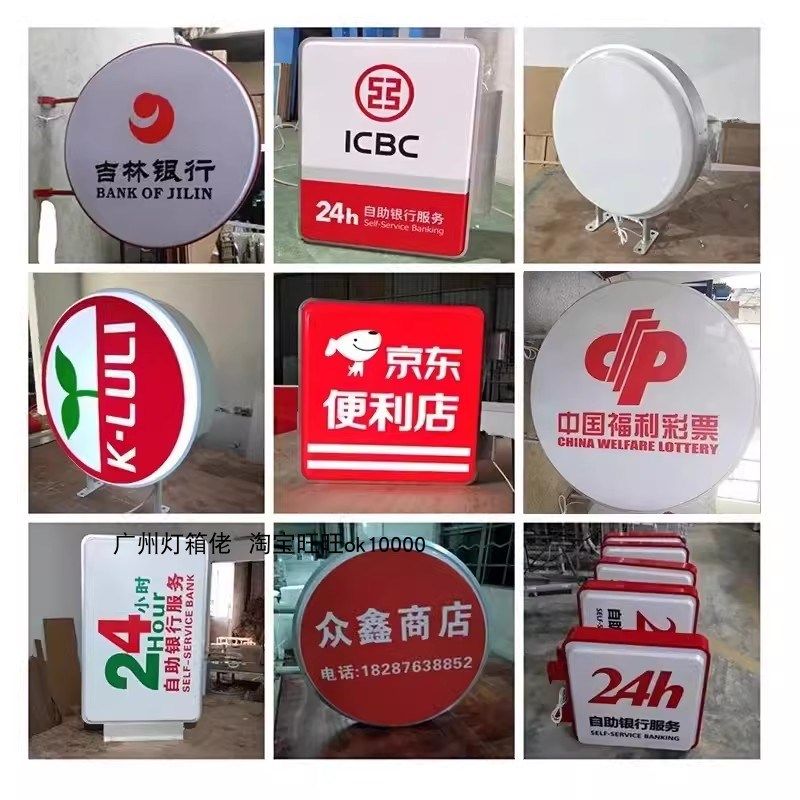 吉林银行
BANK OF JILIN
ICBC
24h 自助银行服务
Self-Service Banking
K·LULI
京东
便利店
中国福利彩票
CHINA WELFARE LOTTERY
广州灯箱佬 淘宝旺旺ok10000
24小时
Hour
自助银行服务
SELF-SERVICE BANK
众鑫商店
电话:18287638852
24h
自助银行服务
SELF-SERVICE BANKING